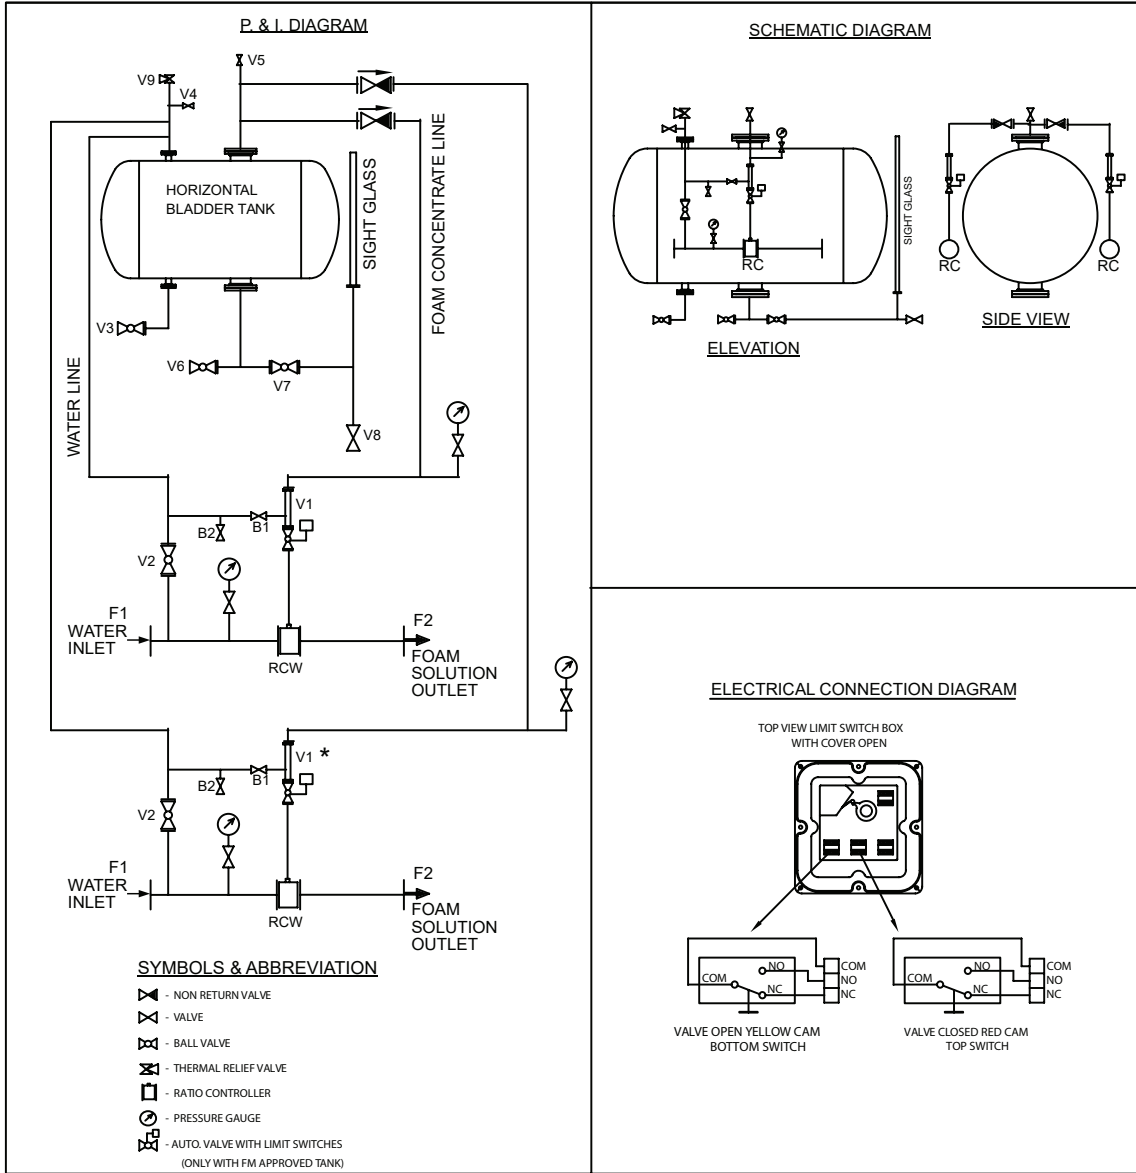 P. & I. DIAGRAM
V5
V9
V4
HORIZONTAL
BLADDER TANK
SIGHT GLASS
FOAM CONCENTRATE LINE
WATER LINE
V3
V6
V7
V8
V1
B2
B1
V2
F1
WATER
INLET
RCW
F2
FOAM
SOLUTION
OUTLET
V1 *
B2
B1
V2
F1
WATER
INLET
RCW
F2
FOAM
SOLUTION
OUTLET
SYMBOLS & ABBREVIATION
- NON RETURN VALVE
- VALVE
- BALL VALVE
- THERMAL RELIEF VALVE
- RATIO CONTROLLER
- PRESSURE GAUGE
- AUTO. VALVE WITH LIMIT SWITCHES
(ONLY WITH FM APPROVED TANK)
SCHEMATIC DIAGRAM
SIGHT GLASS
RC
ELEVATION
RC
RC
SIDE VIEW
ELECTRICAL CONNECTION DIAGRAM
TOP VIEW LIMIT SWITCH BOX
WITH COVER OPEN
COM
NO
NC
COM
NO
NC
VALVE OPEN YELLOW CAM
BOTTOM SWITCH
COM
NO
NC
COM
NO
NC
VALVE CLOSED RED CAM
TOP SWITCH